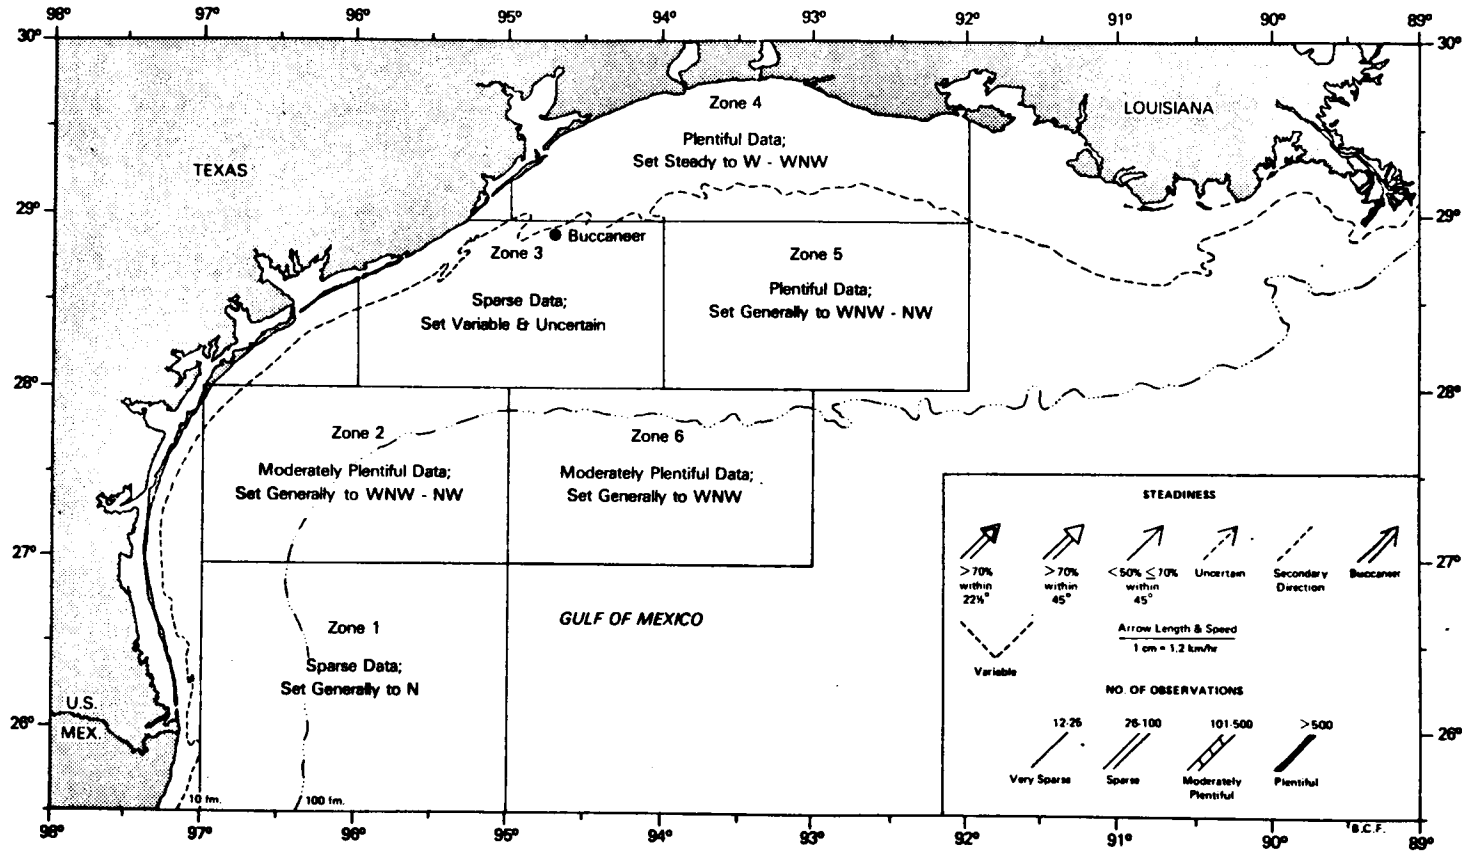 98° 97° 96° 95° 94° 93° 92° 91° 90° 89°
30° 30°
Zone 4
LOUISIANA
Plentiful Data;
Set Steady to W - WNW
TEXAS
29° 29°
Buccaneer
Zone 3
Zone 5
Sparse Data;
Set Variable & Uncertain
Plentiful Data;
Set Generally to WNW - NW
28° 28°
Zone 2
Moderately Plentiful Data;
Set Generally to WNW - NW
Zone 6
Moderately Plentiful Data;
Set Generally to WNW
27° 27°
Zone 1
Sparse Data;
Set Generally to N
GULF OF MEXICO
U.S.
MEX.
26° 26°
10 fm. 100 fm.
STEADINESS
>70%
within
22½°
>70%
within
45°
<50% ≤70%
within
45°
Uncertain
Secondary
Direction
Buccaneer
Variable
Arrow Length & Speed
1 cm = 1.2 km/hr
NO. OF OBSERVATIONS
12-25 26-100 101-500 >500
Very Sparse
Sparse
Moderately
Plentiful
Plentiful
B.C.F.
98° 97° 96° 95° 94° 93° 92° 91° 90° 89°